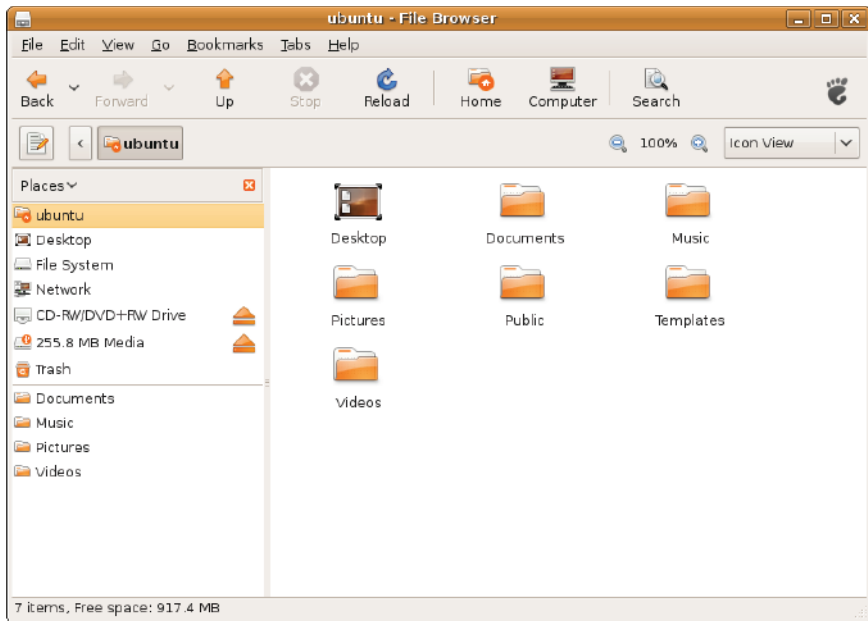 ubuntu - File Browser
File Edit View Go Bookmarks Tabs Help
Back Forward Up Stop Reload Home Computer Search
ubuntu 100% Icon View
Places
ubuntu
Desktop
File System
Network
CD-RW/DVD+RW Drive
255.8 MB Media
Trash
Documents
Music
Pictures
Videos
Desktop Documents Music
Pictures Public Templates
Videos
7 items, Free space: 917.4 MB